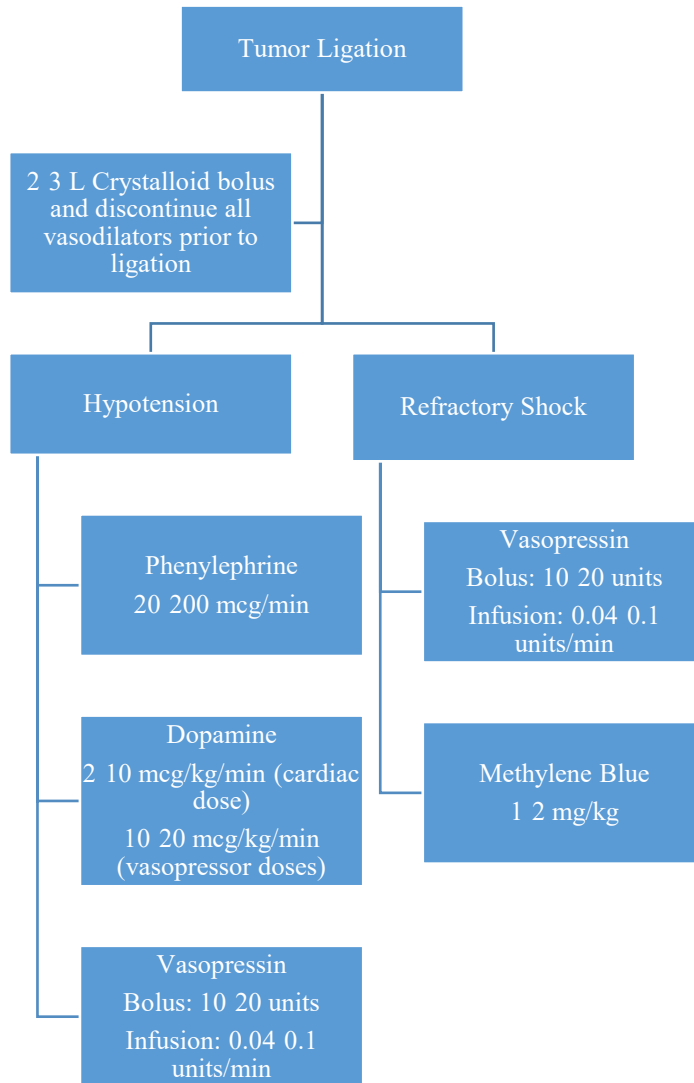 Tumor Ligation
2 3 L Crystalloid bolus
and discontinue all
vasodilators prior to
ligation
Hypotension
Phenylephrine
20 200 mcg/min
Dopamine
2 10 mcg/kg/min (cardiac
dose)
10 20 mcg/kg/min
(vasopressor doses)
Vasopressin
Bolus: 10 20 units
Infusion: 0.04 0.1
units/min
Refractory Shock
Vasopressin
Bolus: 10 20 units
Infusion: 0.04 0.1
units/min
Methylene Blue
1 2 mg/kg